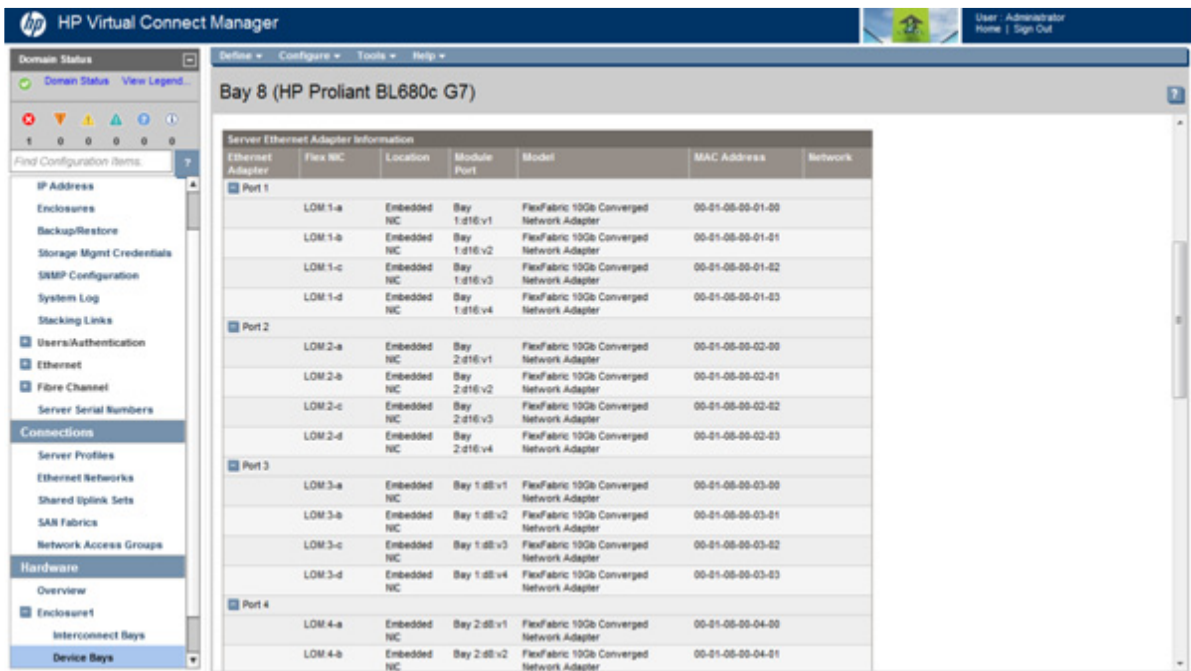 hp HP Virtual Connect Manager
User : Administrator
Home | Sign Out
Domain Status
Domain Status View Legend...
1 0 0 0 0 0
Find Configuration Items:
IP Address
Enclosures
Backup/Restore
Storage Mgmt Credentials
SNMP Configuration
System Log
Stacking Links
Users/Authentication
Ethernet
Fibre Channel
Server Serial Numbers
Connections
Server Profiles
Ethernet Networks
Shared Uplink Sets
SAN Fabrics
Network Access Groups
Hardware
Overview
Enclosure1
Interconnect Bays
Device Bays
Define Configure Tools Help
Bay 8 (HP Proliant BL680c G7)
Server Ethernet Adapter Information
Ethernet Flex NIC Location Module Model MAC Address Network
Adapter Port
Port 1
LOM:1-a Embedded Bay FlexFabric 10Gb Converged 00-01-08-00-01-00
NIC 1:d16:v1 Network Adapter
LOM:1-b Embedded Bay FlexFabric 10Gb Converged 00-01-08-00-01-01
NIC 1:d16:v2 Network Adapter
LOM:1-c Embedded Bay FlexFabric 10Gb Converged 00-01-08-00-01-02
NIC 1:d16:v3 Network Adapter
LOM:1-d Embedded Bay FlexFabric 10Gb Converged 00-01-08-00-01-03
NIC 1:d16:v4 Network Adapter
Port 2
LOM:2-a Embedded Bay FlexFabric 10Gb Converged 00-01-08-00-02-00
NIC 2:d16:v1 Network Adapter
LOM:2-b Embedded Bay FlexFabric 10Gb Converged 00-01-08-00-02-01
NIC 2:d16:v2 Network Adapter
LOM:2-c Embedded Bay FlexFabric 10Gb Converged 00-01-08-00-02-02
NIC 2:d16:v3 Network Adapter
LOM:2-d Embedded Bay FlexFabric 10Gb Converged 00-01-08-00-02-03
NIC 2:d16:v4 Network Adapter
Port 3
LOM:3-a Embedded Bay 1:d8:v1 FlexFabric 10Gb Converged 00-01-08-00-03-00
NIC Network Adapter
LOM:3-b Embedded Bay 1:d8:v2 FlexFabric 10Gb Converged 00-01-08-00-03-01
NIC Network Adapter
LOM:3-c Embedded Bay 1:d8:v3 FlexFabric 10Gb Converged 00-01-08-00-03-02
NIC Network Adapter
LOM:3-d Embedded Bay 1:d8:v4 FlexFabric 10Gb Converged 00-01-08-00-03-03
NIC Network Adapter
Port 4
LOM:4-a Embedded Bay 2:d8:v1 FlexFabric 10Gb Converged 00-01-08-00-04-00
NIC Network Adapter
LOM:4-b Embedded Bay 2:d8:v2 FlexFabric 10Gb Converged 00-01-08-00-04-01
NIC Network Adapter